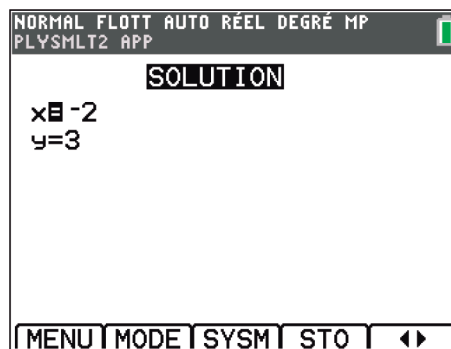 NORMAL FLOTT AUTO RÉEL DEGRÉ MP
PLYSMLT2 APP
SOLUTION
x=-2
y=3
MENU MODE SYSM STO ◄►